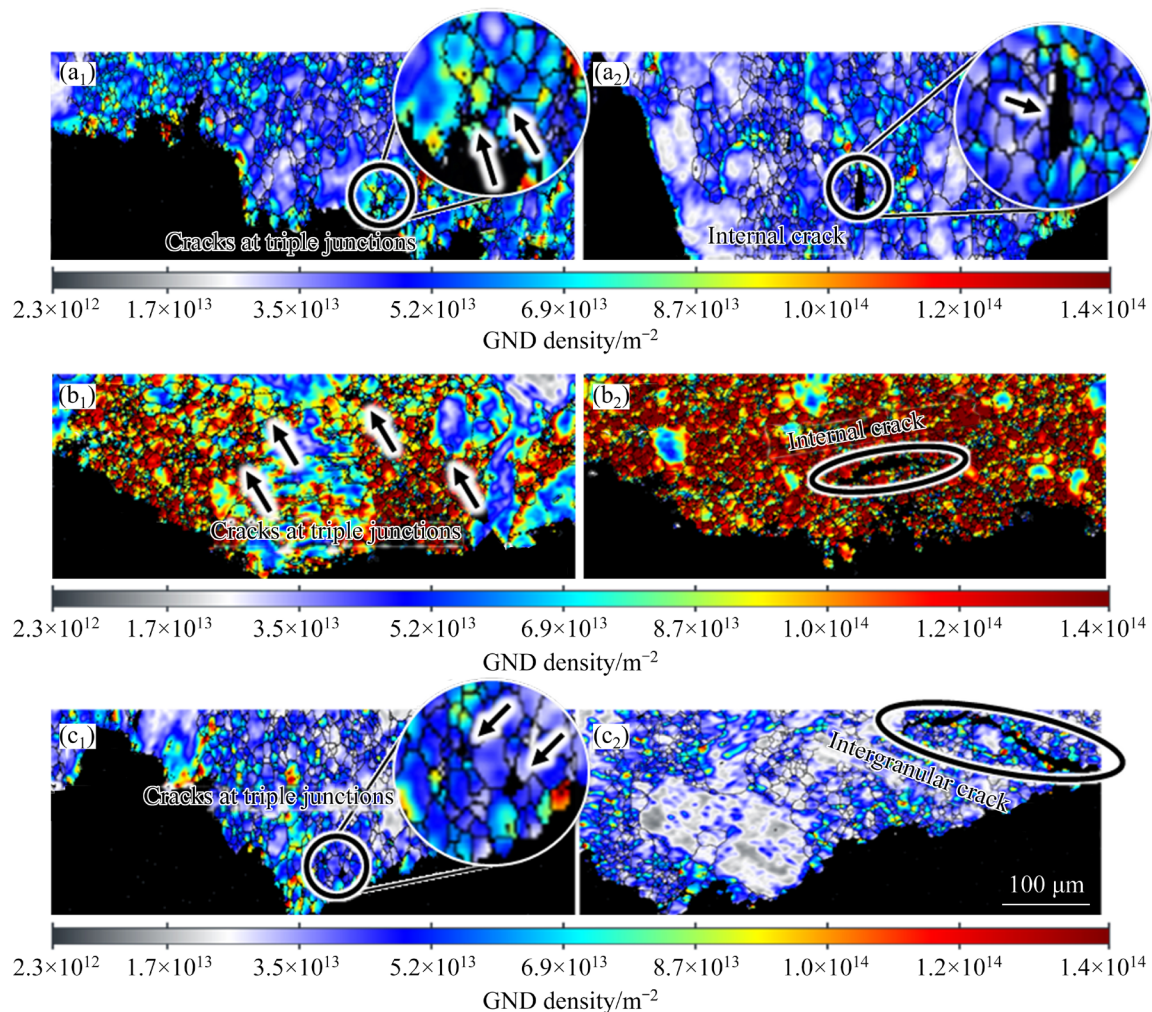 (a₁)
(a₂)
Cracks at triple junctions
Internal crack
2.3×10¹² 1.7×10¹³ 3.5×10¹³ 5.2×10¹³ 6.9×10¹³ 8.7×10¹³ 1.0×10¹⁴ 1.2×10¹⁴ 1.4×10¹⁴
GND density/m⁻²
(b₁)
(b₂)
Internal crack
Cracks at triple junctions
2.3×10¹² 1.7×10¹³ 3.5×10¹³ 5.2×10¹³ 6.9×10¹³ 8.7×10¹³ 1.0×10¹⁴ 1.2×10¹⁴ 1.4×10¹⁴
GND density/m⁻²
(c₁)
(c₂)
Cracks at triple junctions
Intergranular crack
100 μm
2.3×10¹² 1.7×10¹³ 3.5×10¹³ 5.2×10¹³ 6.9×10¹³ 8.7×10¹³ 1.0×10¹⁴ 1.2×10¹⁴ 1.4×10¹⁴
GND density/m⁻²